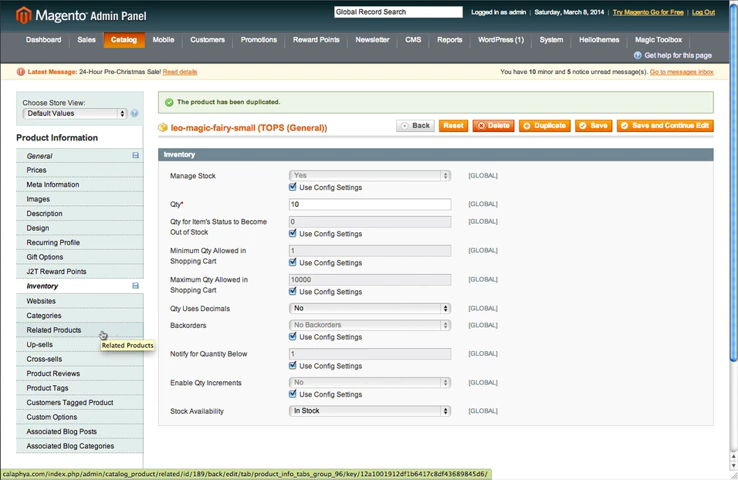 Magento® Admin Panel
Global Record Search
Logged in as admin | Saturday, March 8, 2014 | Try Magento Go for Free | Log Out
Dashboard Sales Catalog Mobile Customers Promotions Reward Points Newsletter CMS Reports WordPress (1) System Hellothemes Magic Toolbox
Get help for this page
Latest Message: 24-Hour Pre-Christmas Sale! Read details
You have 10 minor and 5 notice unread message(s). Go to messages inbox
Choose Store View:
Default Values
Product Information
General
Prices
Meta Information
Images
Description
Design
Recurring Profile
Gift Options
J2T Reward Points
Inventory
Websites
Categories
Related Products
Related Products
Up-sells
Cross-sells
Product Reviews
Product Tags
Customers Tagged Product
Custom Options
Associated Blog Posts
Associated Blog Categories
The product has been duplicated.
leo-magic-fairy-small (TOPS (General))
Back Reset Delete Duplicate Save Save and Continue Edit
Inventory
Manage Stock Yes [GLOBAL]
Use Config Settings
Qty* 10 [GLOBAL]
Qty for Item's Status to Become Out of Stock 0 [GLOBAL]
Use Config Settings
Minimum Qty Allowed in Shopping Cart 1 [GLOBAL]
Use Config Settings
Maximum Qty Allowed in Shopping Cart 10000 [GLOBAL]
Use Config Settings
Qty Uses Decimals No [GLOBAL]
Backorders No Backorders [GLOBAL]
Use Config Settings
Notify for Quantity Below 1 [GLOBAL]
Use Config Settings
Enable Qty Increments No [GLOBAL]
Use Config Settings
Stock Availability In Stock [GLOBAL]
calaphya.com/index.php/admin/catalog_product/related/id/189/back/edit/tab/product_info_tabs_group_96/key/12a1001912df1b6417c8df43689845d6/